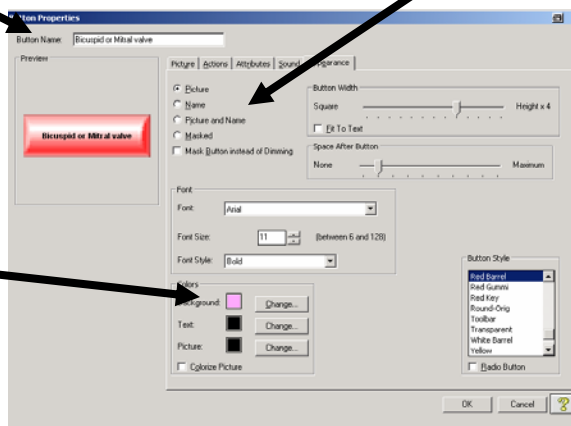 tton Properties
Button Name: Bicuspid or Mitral valve
Preview
Bicuspid or Mitral valve
Picture Actions Attributes Sound Appearance
Picture
Name
Picture and Name
Masked
Mask Button instead of Dimming
Button Width
Square Height x 4
Fit To Text
Space After Button
None Maximum
Font
Font: Arial
Font Size: 11 (between 6 and 128)
Font Style: Bold
Colors
Background: Change...
Text: Change...
Picture: Change...
Colorize Picture
Button Style
Red Barrel
Red Gummi
Red Key
Round-Orig
Toolbar
Transparent
White Barrel
Yellow
Radio Button
OK Cancel ?